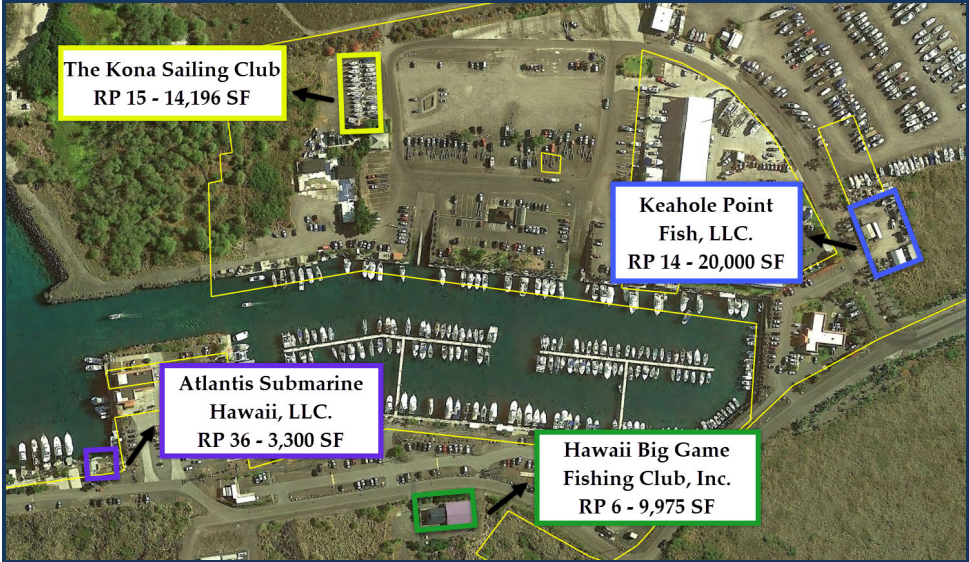 The Kona Sailing Club
RP 15 - 14,196 SF
Keahole Point
Fish, LLC.
RP 14 - 20,000 SF
Atlantis Submarine
Hawaii, LLC.
RP 36 - 3,300 SF
Hawaii Big Game
Fishing Club, Inc.
RP 6 - 9,975 SF